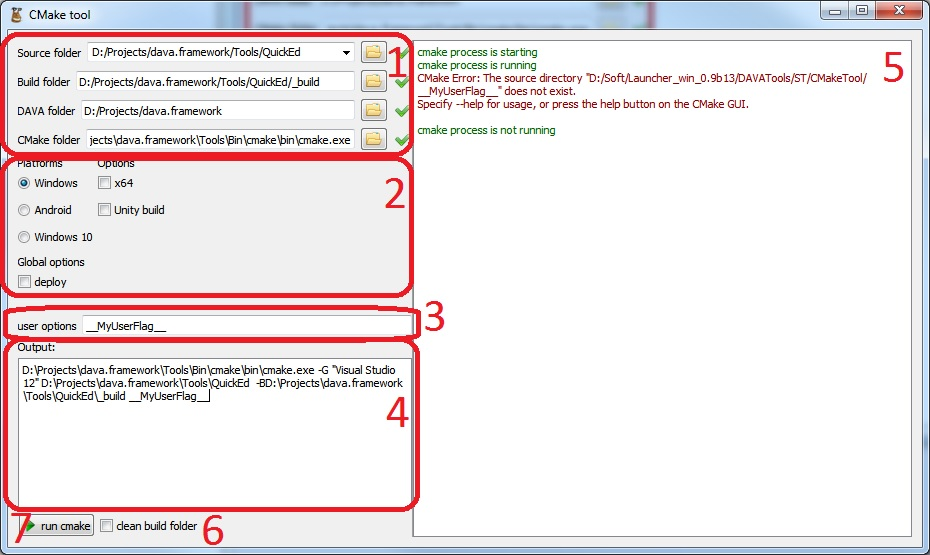 CMake tool
Source folder D:/Projects/dava.framework/Tools/QuickEd 1
Build folder D:/Projects/dava.framework/Tools/QuickEd/_build
DAVA folder D:/Projects/dava.framework
CMake folder jects\dava.framework\Tools\Bin\cmake\bin\cmake.exe
Platforms Options
Windows x64 2
Android Unity build
Windows 10
Global options
deploy
user options __MyUserFlag__ 3
Output:
D:\Projects\dava.framework\Tools\Bin\cmake\bin\cmake.exe -G "Visual Studio
12" D:\Projects\dava.framework\Tools\QuickEd -BD:\Projects\dava.framework
\Tools\QuickEd\_build __MyUserFlag__
4
7 run cmake clean build folder 6
cmake process is starting
cmake process is running
5
CMake Error: The source directory "D:/Soft/Launcher_win_0.9b13/DAVATools/ST/CMakeTool/
__MyUserFlag__" does not exist.
Specify --help for usage, or press the help button on the CMake GUI.
cmake process is not running